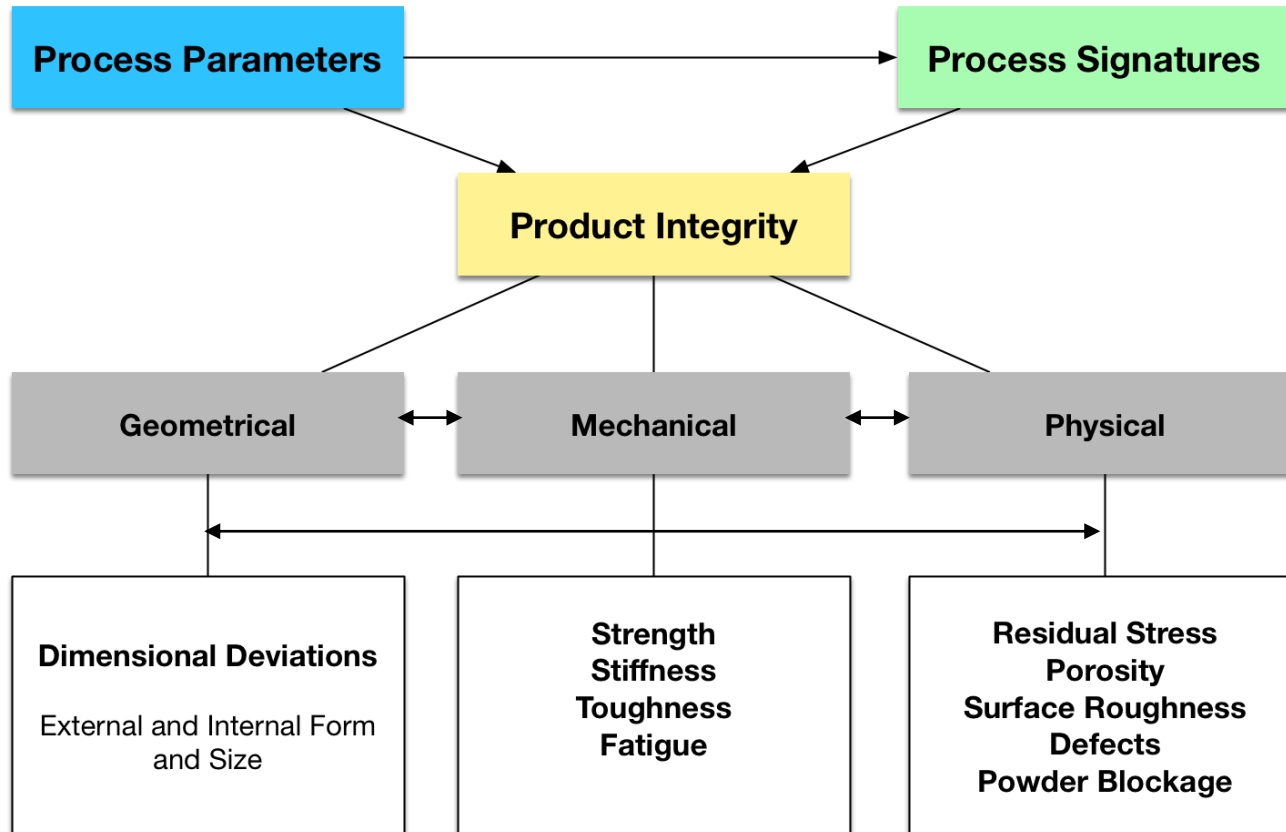 Process Parameters
Process Signatures
Product Integrity
Geometrical
Mechanical
Physical
Dimensional Deviations
External and Internal Form
and Size
Strength
Stiffness
Toughness
Fatigue
Residual Stress
Porosity
Surface Roughness
Defects
Powder Blockage